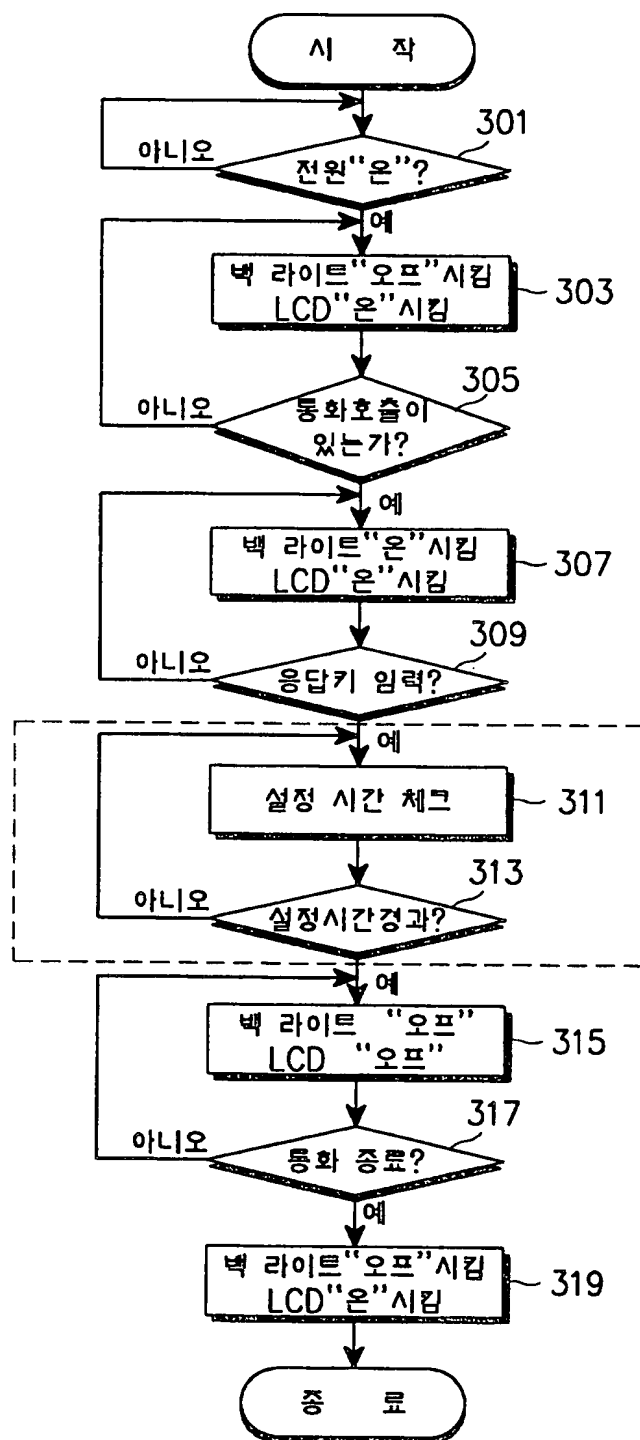 시 작
301
아니오
전원"온"?
예
백 라이트"오프"시킴
LCD"온"시킴
303
305
아니오
통화호출이
있는가?
예
백 라이트"온"시킴
LCD"온"시킴
307
309
아니오
응답키 입력?
예
설정 시간 체크
311
313
아니오
설정시간경과?
예
백 라이트 "오프"
LCD "오프"
315
317
아니오
통화 종료?
예
백 라이트"오프"시킴
LCD"온"시킴
319
종 료